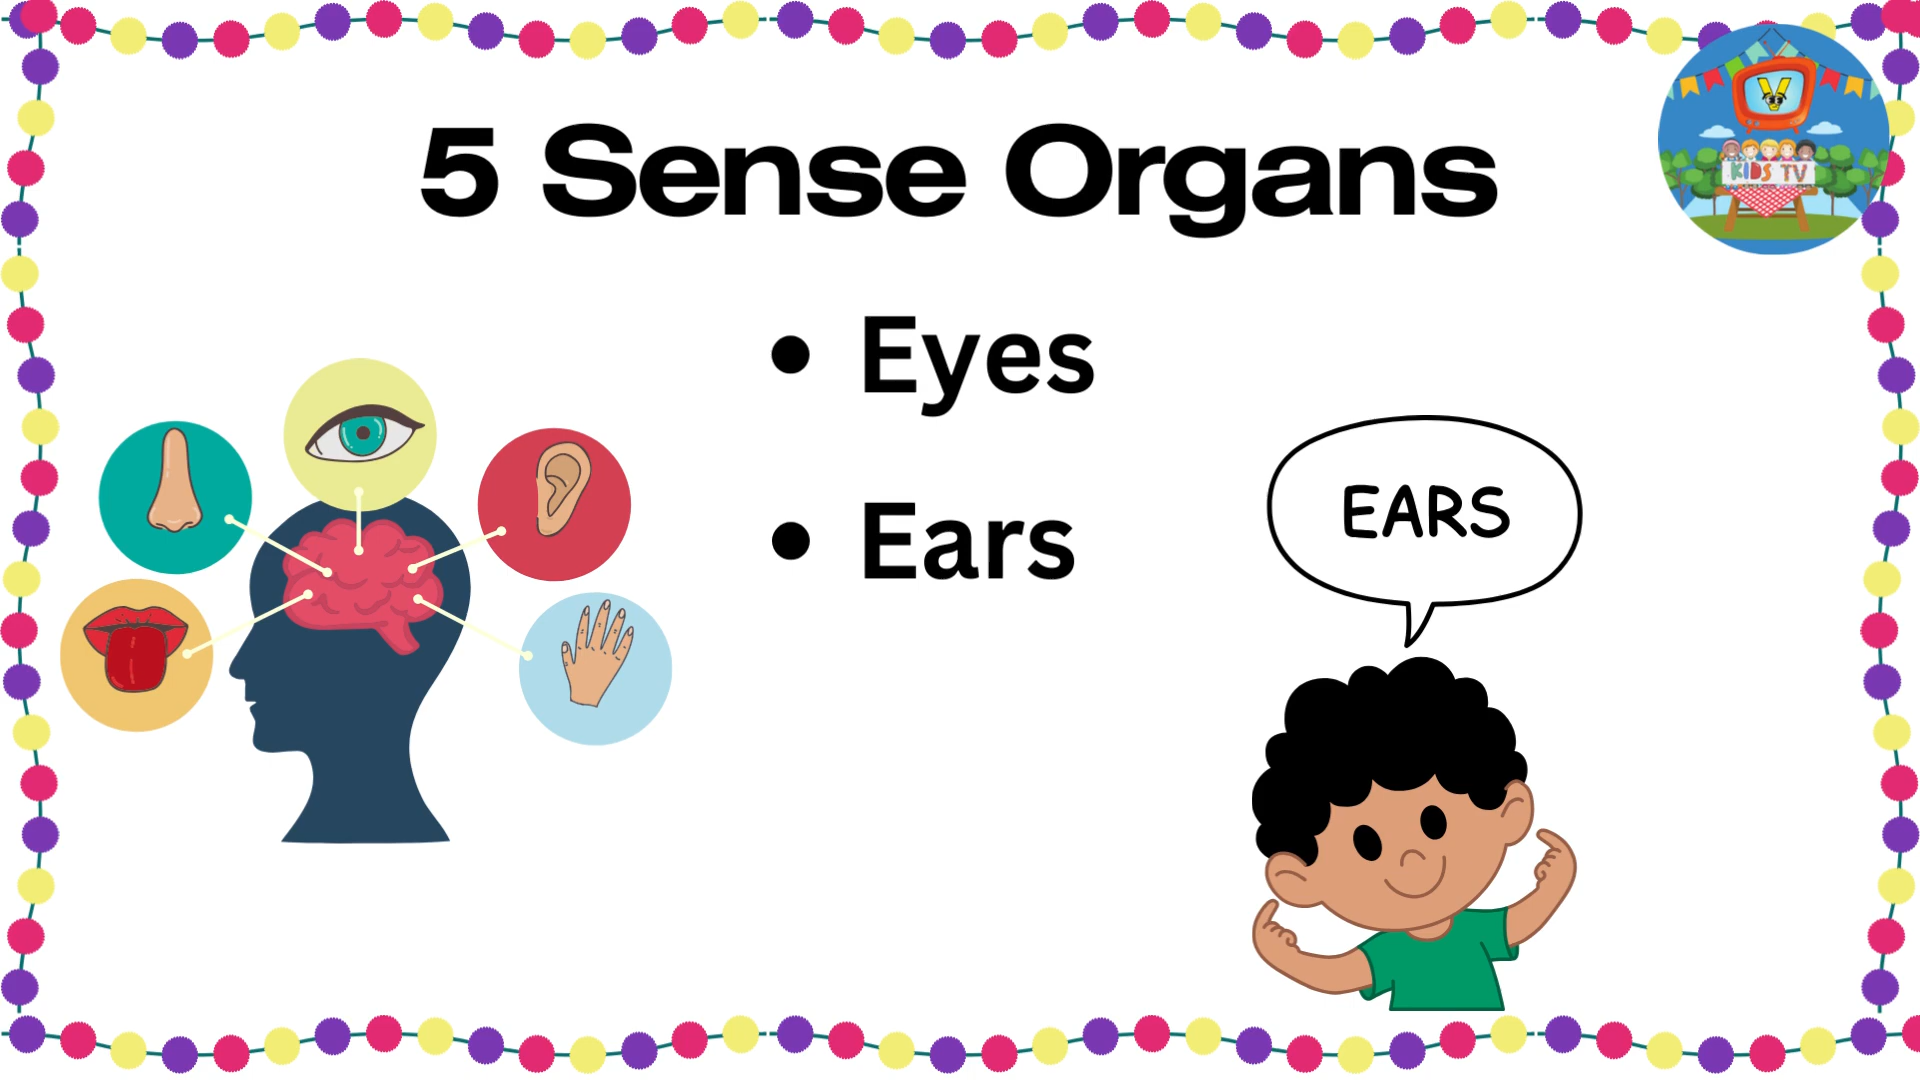 5 Sense Organs
KIDS TV
• Eyes
• Ears
EARS